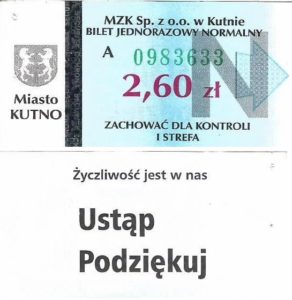 MZK Sp. z o.o. w Kutnie
BILET JEDNORAZOWY NORMALNY
A 0983633
2,60 zł
N
Miasto
KUTNO
ZACHOWAĆ DLA KONTROLI
I STREFA
Życzliwość jest w nas
Ustąp
Podziękuj